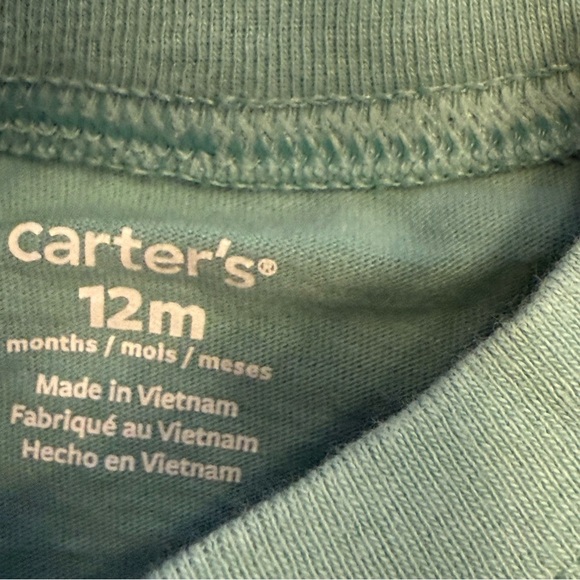 Carter's®
12m
months / mois / meses
Made in Vietnam
Fabriqué au Vietnam
Hecho en Vietnam